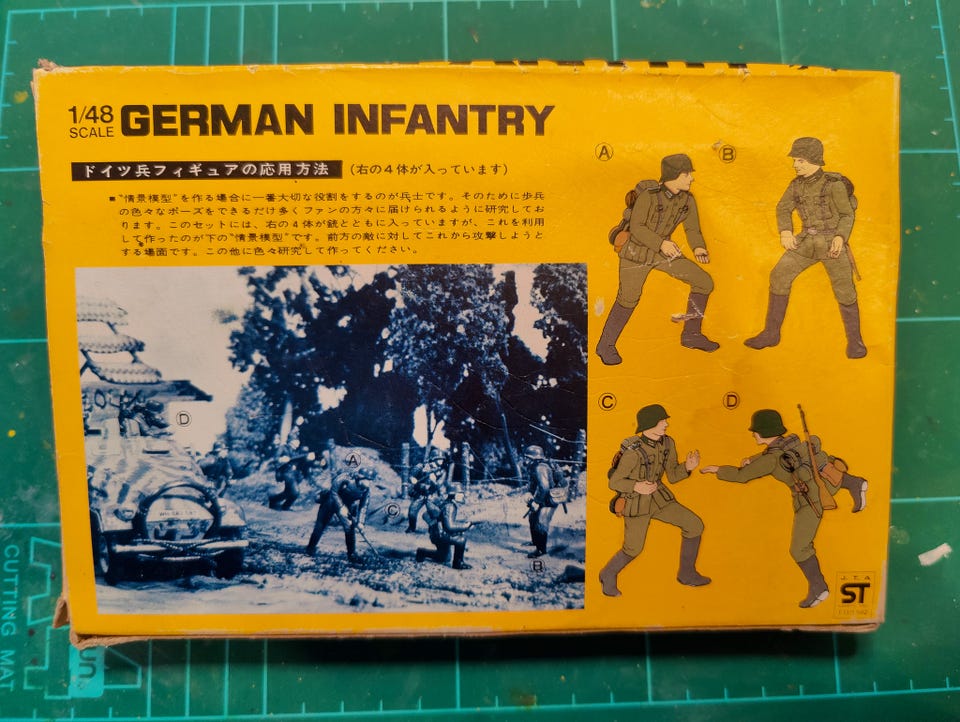 1/48
SCALE
GERMAN INFANTRY
ドイツ兵フィギュアの応用方法 (右の4体が入っています)
■“情景模型”を作る場合に一番大切な役割をするのが兵士です。そのために歩兵
の色々なポーズをできるだけ多くファンの方々に届けられるように研究してお
ります。このセットには、右の4体が銃とともに入っていますが、これを利用
して作ったのが下の“情景模型”です。前方の敵に対してこれから攻撃しようと
する場面です。この他に色々研究して作ってください。
A
B
D
A
C
B
C
D
J.T.A
ST
CUTTING MAT